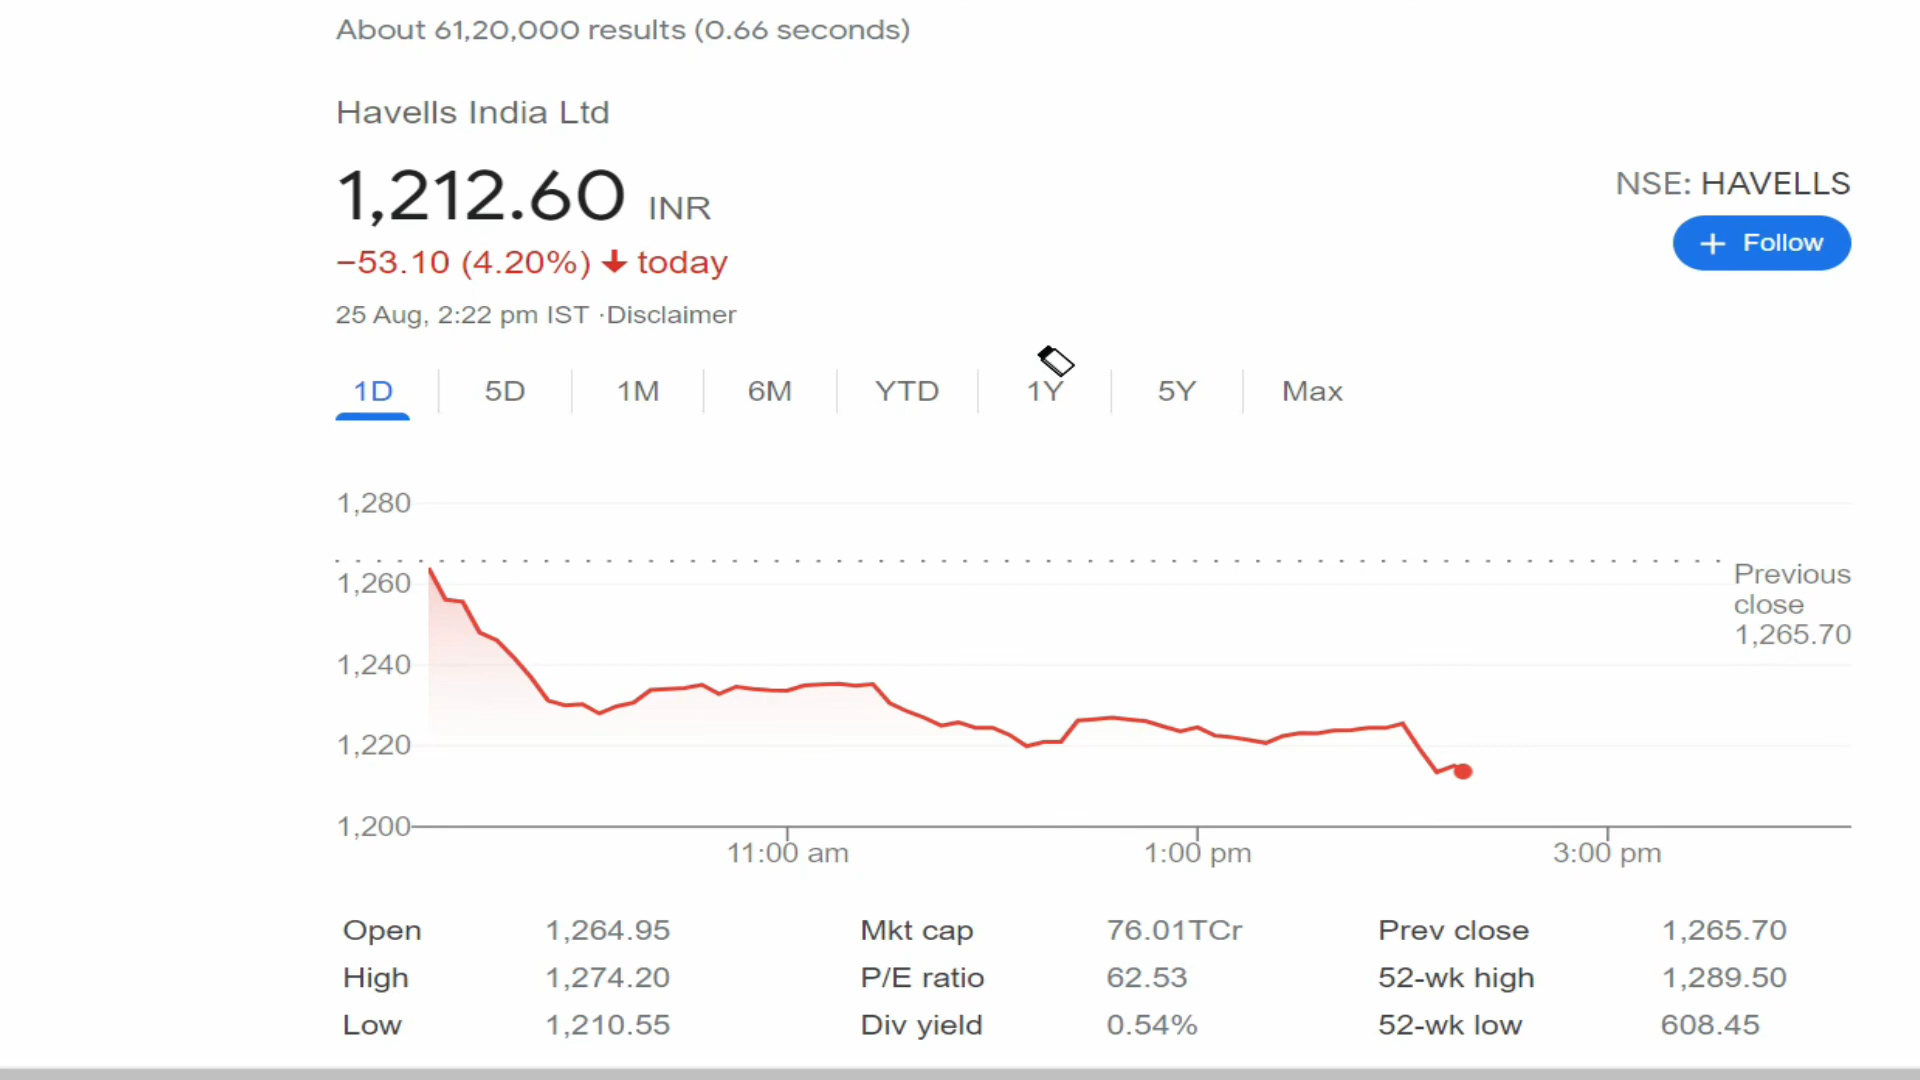 About 61,20,000 results (0.66 seconds)
Havells India Ltd
1,212.60 INR
NSE: HAVELLS
−53.10 (4.20%) ↓ today
+ Follow
25 Aug, 2:22 pm IST ·Disclaimer
1D 5D 1M 6M YTD 1Y 5Y Max
1,280
1,260
1,240
1,220
1,200
Previous
close
1,265.70
11:00 am 1:00 pm 3:00 pm
Open 1,264.95 Mkt cap 76.01TCr Prev close 1,265.70
High 1,274.20 P/E ratio 62.53 52-wk high 1,289.50
Low 1,210.55 Div yield 0.54% 52-wk low 608.45